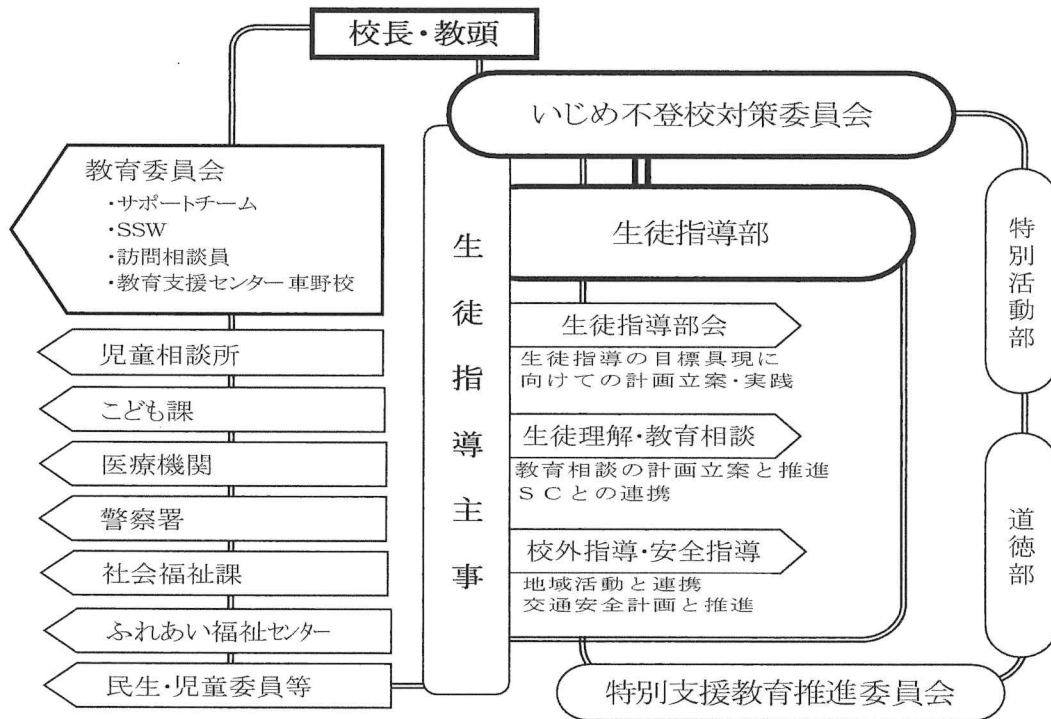 校長・教頭
いじめ不登校対策委員会
教育委員会
・サポートチーム
・SSW
・訪問相談員
・教育支援センター車野校
児童相談所
こども課
医療機関
警察署
社会福祉課
ふれあい福祉センター
民生・児童委員等
生徒指導主事
生徒指導部
生徒指導部会
生徒指導の目標具現に
向けての計画立案・実践
生徒理解・教育相談
教育相談の計画立案と推進
SCとの連携
校外指導・安全指導
地域活動と連携
交通安全計画と推進
特別活動部
道徳部
特別支援教育推進委員会